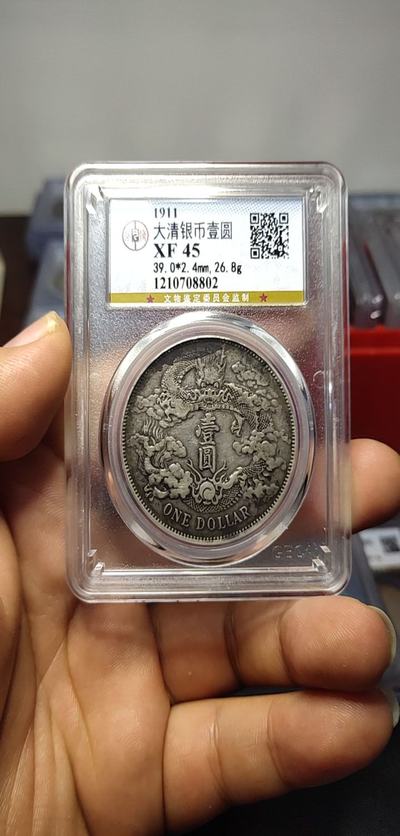 1911
大清银币壹圆
XF 45
39.0*2.4mm,26.8g
1210708802
★ 文物鉴定委员会监制 ★
壹
圆
ONE DOLLAR